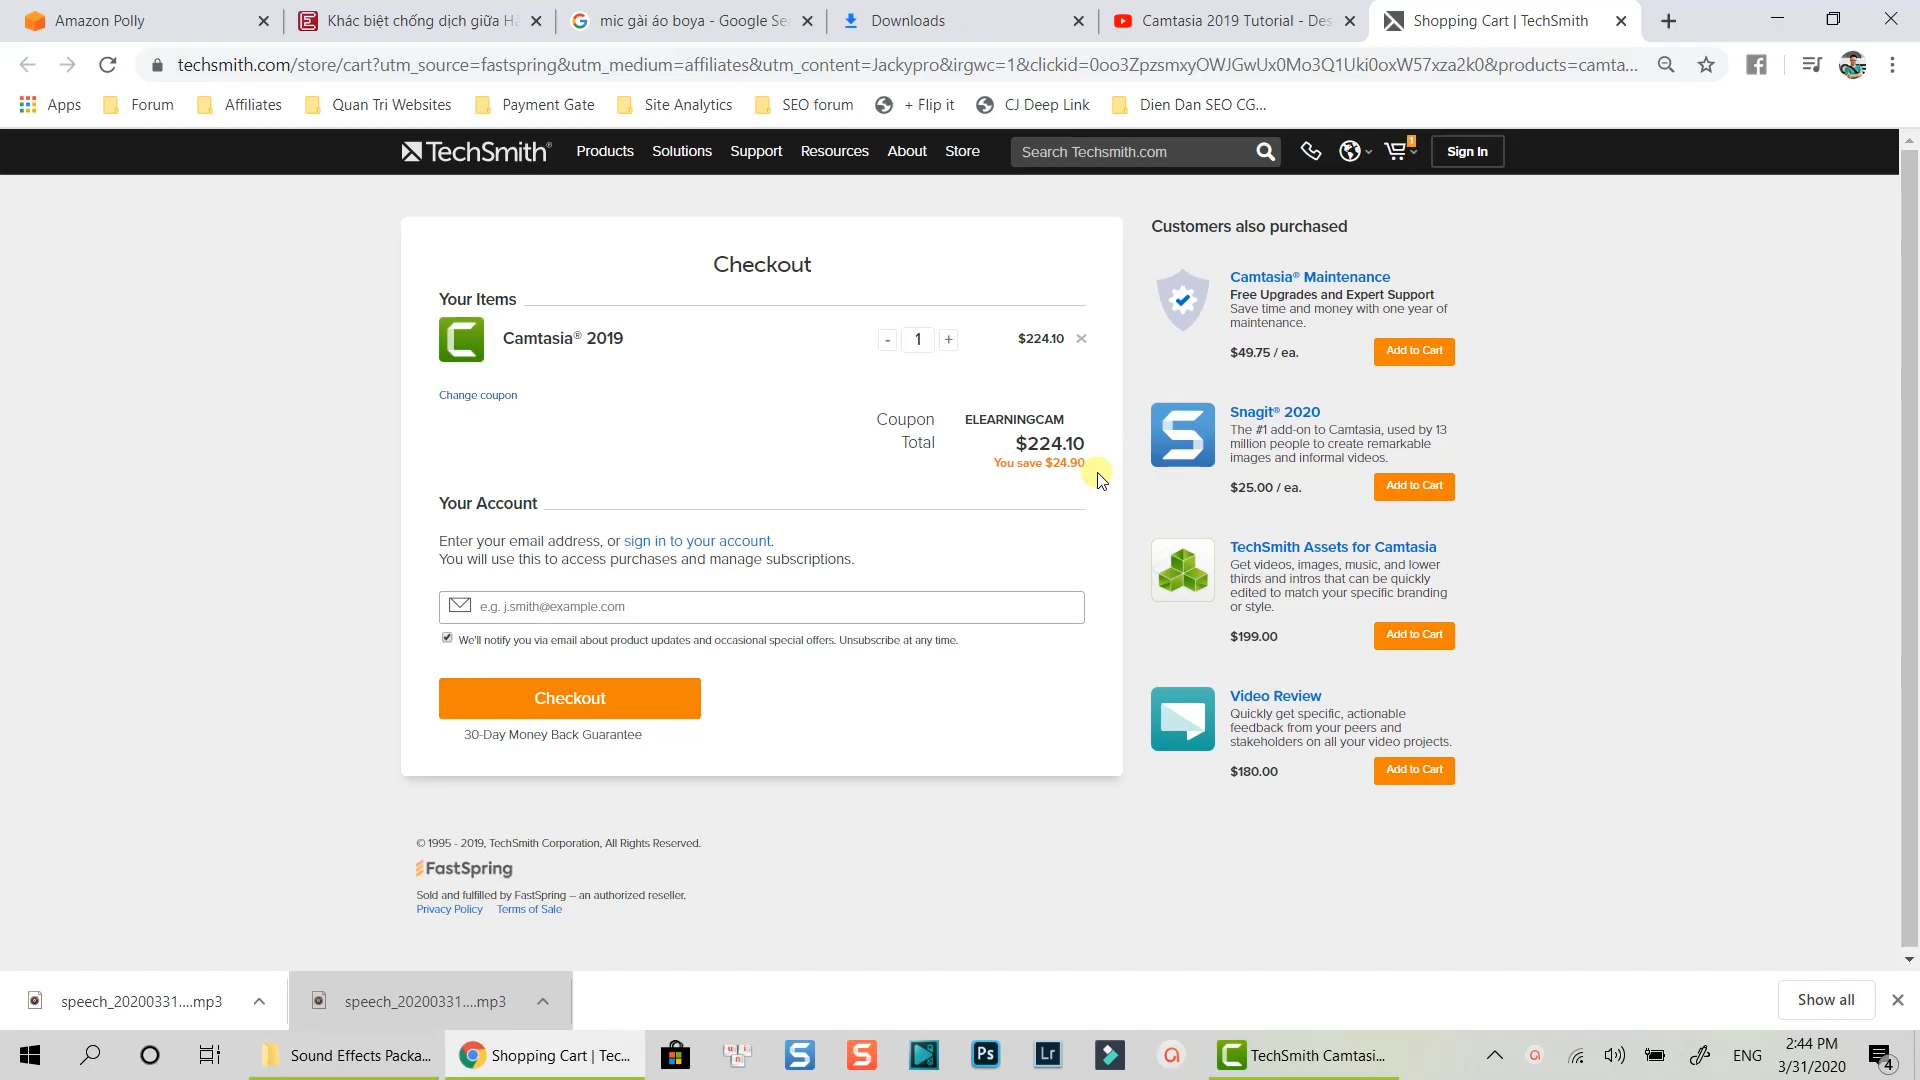 Amazon Polly
Khác biệt chống dịch giữa Hà
mic gài áo boya - Google Se
Downloads
Camtasia 2019 Tutorial - Des
Shopping Cart | TechSmith
techsmith.com/store/cart?utm_source=fastspring&utm_medium=affiliates&utm_content=Jackypro&irgwc=1&clickid=0oo3ZpzsmxyOWJGwUx0Mo3Q1Uki0oxW57xza2k0&products=camta...
Apps
Forum
Affiliates
Quan Tri Websites
Payment Gate
Site Analytics
SEO forum
+ Flip it
CJ Deep Link
Dien Dan SEO CG...
TechSmith®
Products
Solutions
Support
Resources
About
Store
Search Techsmith.com
1
Sign In
Checkout
Your Items
Camtasia® 2019
- 1 +
$224.10
Change coupon
Coupon ELEARNINGCAM
Total $224.10
You save $24.90
Your Account
Enter your email address, or sign in to your account.
You will use this to access purchases and manage subscriptions.
e.g. j.smith@example.com
We'll notify you via email about product updates and occasional special offers. Unsubscribe at any time.
Checkout
30-Day Money Back Guarantee
Customers also purchased
Camtasia® Maintenance
Free Upgrades and Expert Support
Save time and money with one year of
maintenance.
$49.75 / ea.
Add to Cart
Snagit® 2020
The #1 add-on to Camtasia, used by 13
million people to create remarkable
images and informal videos.
$25.00 / ea.
Add to Cart
TechSmith Assets for Camtasia
Get videos, images, music, and lower
thirds and intros that can be quickly
edited to match your specific branding
or style.
$199.00
Add to Cart
Video Review
Quickly get specific, actionable
feedback from your peers and
stakeholders on all your video projects.
$180.00
Add to Cart
© 1995 - 2019, TechSmith Corporation, All Rights Reserved.
FastSpring
Sold and fulfilled by FastSpring – an authorized reseller.
Privacy Policy
Terms of Sale
speech_20200331....mp3
speech_20200331....mp3
Show all
Sound Effects Packa...
Shopping Cart | Tec...
Ps
Lr
TechSmith Camtasi...
ENG
2:44 PM
3/31/2020
4